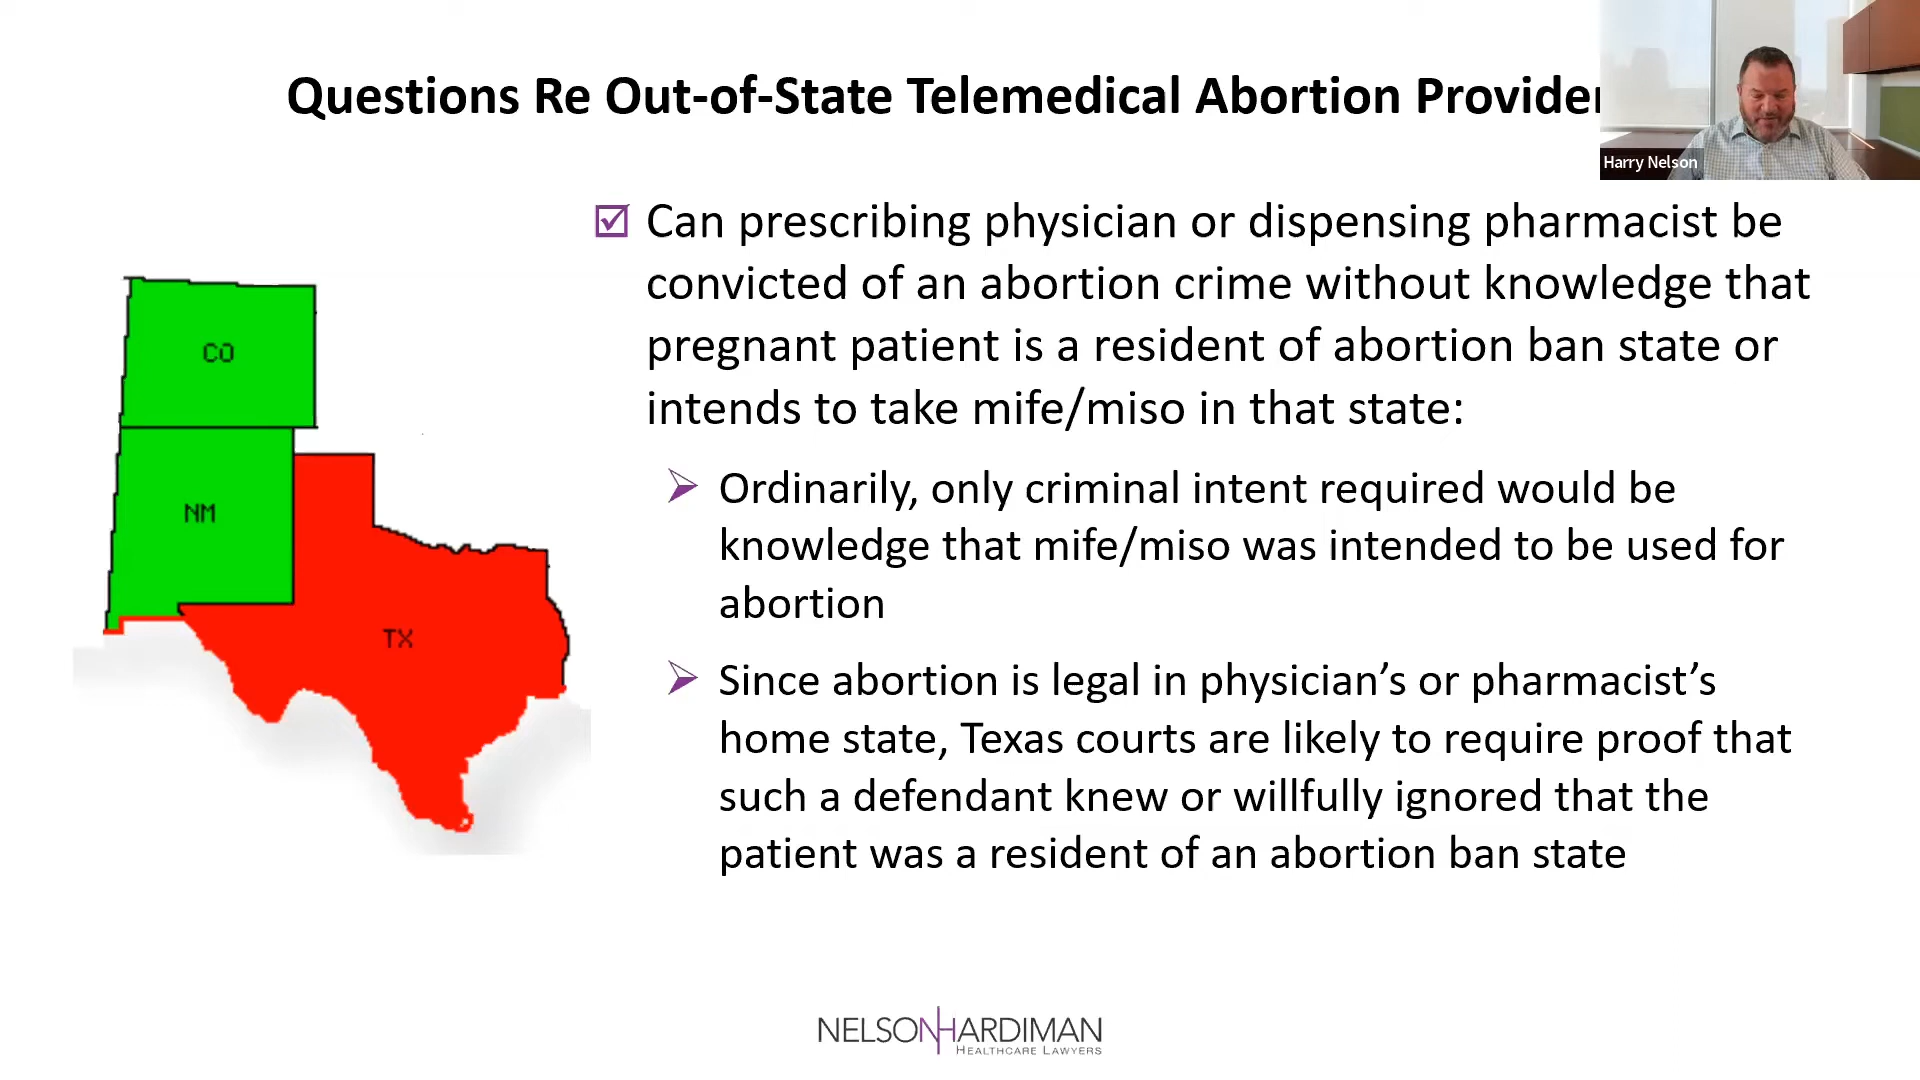 Questions Re Out-of-State Telemedical Abortion Provider
Harry Nelson
Can prescribing physician or dispensing pharmacist be
convicted of an abortion crime without knowledge that
pregnant patient is a resident of abortion ban state or
intends to take mife/miso in that state:
Ordinarily, only criminal intent required would be
knowledge that mife/miso was intended to be used for
abortion
Since abortion is legal in physician’s or pharmacist’s
home state, Texas courts are likely to require proof that
such a defendant knew or willfully ignored that the
patient was a resident of an abortion ban state
CO
NM
TX
NELSONHARDIMAN
HEALTHCARE LAWYERS